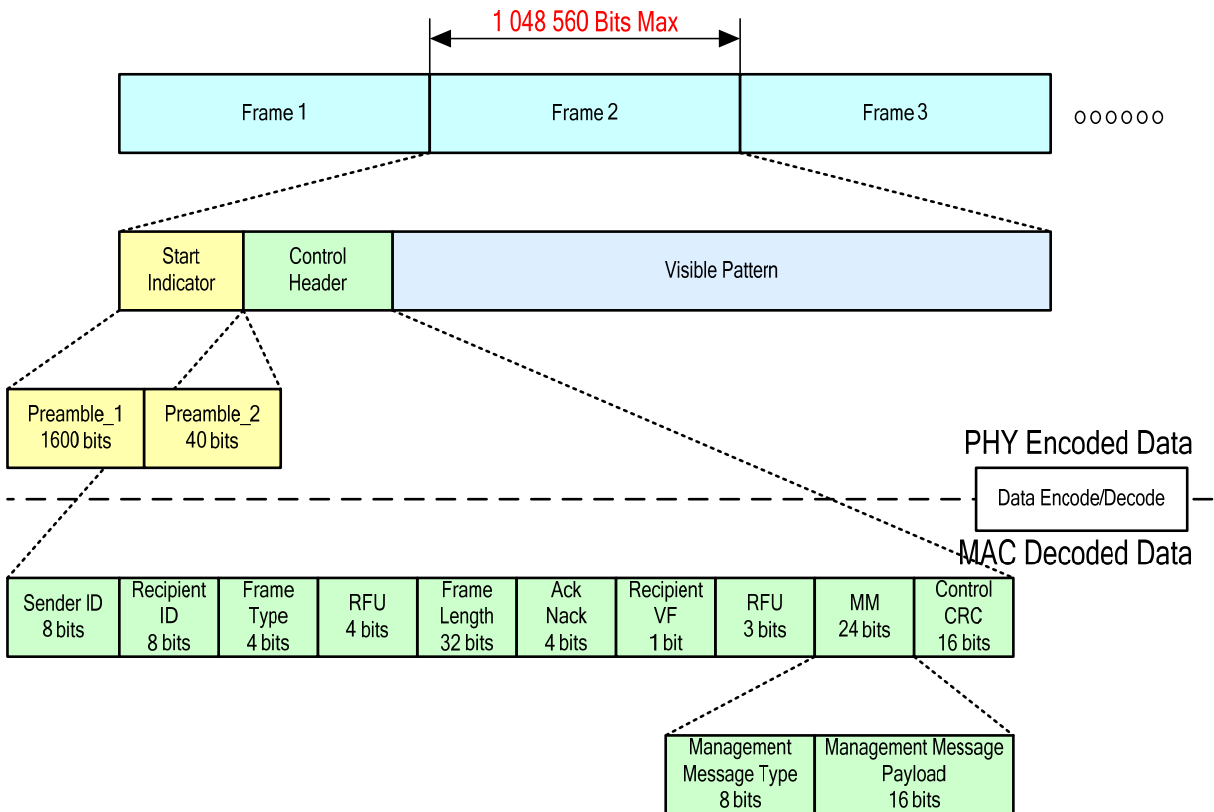 1 048 560 Bits Max
Frame 1
Frame 2
Frame 3
oooooo
Start
Indicator
Control
Header
Visible Pattern
Preamble_1
1600 bits
Preamble_2
40 bits
PHY Encoded Data
Data Encode/Decode
MAC Decoded Data
Sender ID
8 bits
Recipient
ID
8 bits
Frame
Type
4 bits
RFU
4 bits
Frame
Length
32 bits
Ack
Nack
4 bits
Recipient
VF
1 bit
RFU
3 bits
MM
24 bits
Control
CRC
16 bits
Management
Message Type
8 bits
Management Message
Payload
16 bits